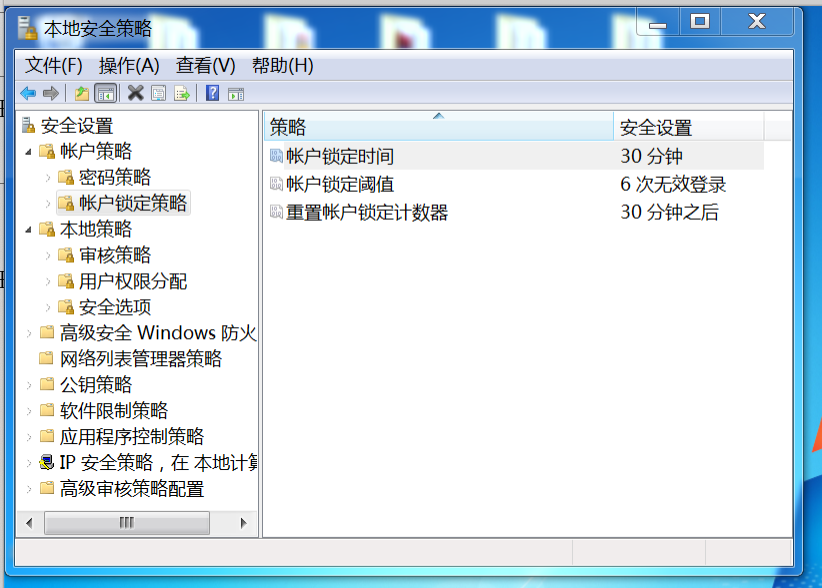 本地安全策略
文件(F) 操作(A) 查看(V) 帮助(H)
安全设置
帐户策略
密码策略
帐户锁定策略
本地策略
审核策略
用户权限分配
安全选项
高级安全 Windows 防火
网络列表管理器策略
公钥策略
软件限制策略
应用程序控制策略
IP 安全策略，在 本地计算
高级审核策略配置
策略 安全设置
帐户锁定时间 30 分钟
帐户锁定阈值 6 次无效登录
重置帐户锁定计数器 30 分钟之后